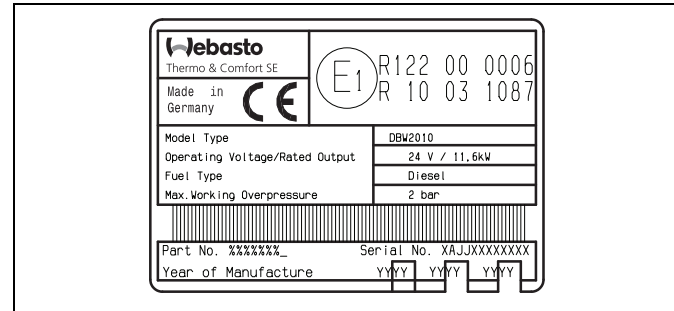 Webasto
Thermo & Comfort SE
Made in
Germany
CE
E1
R122 00 0006
R 10 03 1087
Model Type DBW2010
Operating Voltage/Rated Output 24 V / 11,6kW
Fuel Type Diesel
Max.Working Overpressure 2 bar
Part No. %%%%%%%_ Serial No. XAJJXXXXXXXX
Year of Manufacture YYYY YYYY YYYY